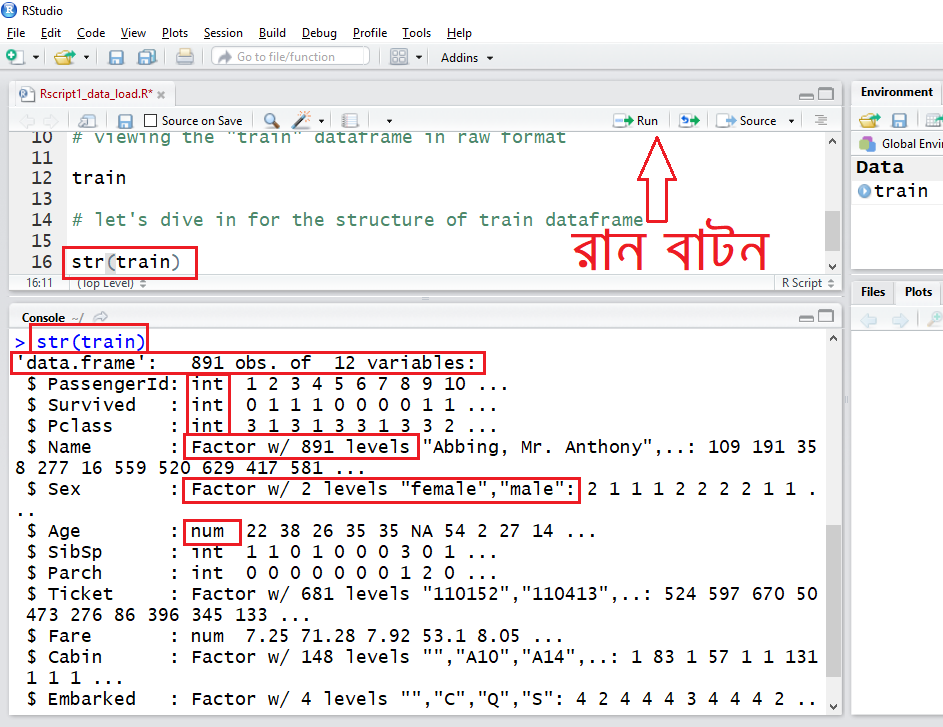 RStudio
File Edit Code View Plots Session Build Debug Profile Tools Help
Go to file/function Addins
Rscript1_data_load.R*
Source on Save Run Source
10 # viewing the "train" dataframe in raw format
11
12 train
13
14 # let's dive in for the structure of train dataframe
15
16 str(train)
রান বাটন
16:11 (Top Level) R Script
Console ~/
> str(train)
'data.frame': 891 obs. of 12 variables:
$ PassengerId: int 1 2 3 4 5 6 7 8 9 10 ...
$ Survived : int 0 1 1 1 0 0 0 0 1 1 ...
$ Pclass : int 3 1 3 1 3 3 1 3 3 2 ...
$ Name : Factor w/ 891 levels "Abbing, Mr. Anthony",..: 109 191 35
8 277 16 559 520 629 417 581 ...
$ Sex : Factor w/ 2 levels "female","male": 2 1 1 1 2 2 2 2 1 1 .
..
$ Age : num 22 38 26 35 35 NA 54 2 27 14 ...
$ SibSp : int 1 1 0 1 0 0 0 3 0 1 ...
$ Parch : int 0 0 0 0 0 0 0 1 2 0 ...
$ Ticket : Factor w/ 681 levels "110152","110413",..: 524 597 670 50
473 276 86 396 345 133 ...
$ Fare : num 7.25 71.28 7.92 53.1 8.05 ...
$ Cabin : Factor w/ 148 levels "","A10","A14",..: 1 83 1 57 1 1 131
1 1 1 ...
$ Embarked : Factor w/ 4 levels "","C","Q","S": 4 2 4 4 4 3 4 4 4 2 ..
Environment
Global Envir
Data
train
Files Plots